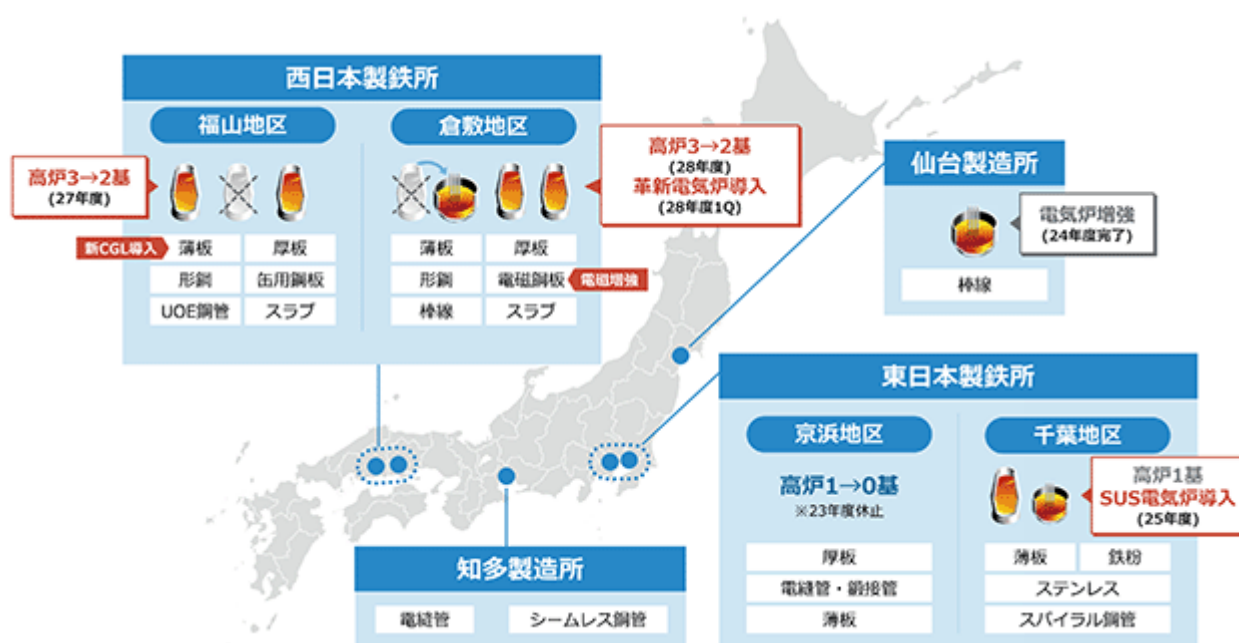 西日本製鉄所
福山地区
高炉3→2基
(27年度)
新CGL導入
薄板
厚板
形鋼
缶用鋼板
UOE鋼管
スラブ
倉敷地区
高炉3→2基
(28年度)
革新電気炉導入
(28年度1Q)
薄板
厚板
形鋼
電磁鋼板
電磁増強
棒線
スラブ
仙台製造所
電気炉増強
(24年度完了)
棒線
東日本製鉄所
京浜地区
高炉1→0基
※23年度休止
厚板
電縫管・鍛接管
薄板
千葉地区
高炉1基
SUS電気炉導入
(25年度)
薄板
鉄粉
ステンレス
スパイラル鋼管
知多製造所
電縫管
シームレス鋼管